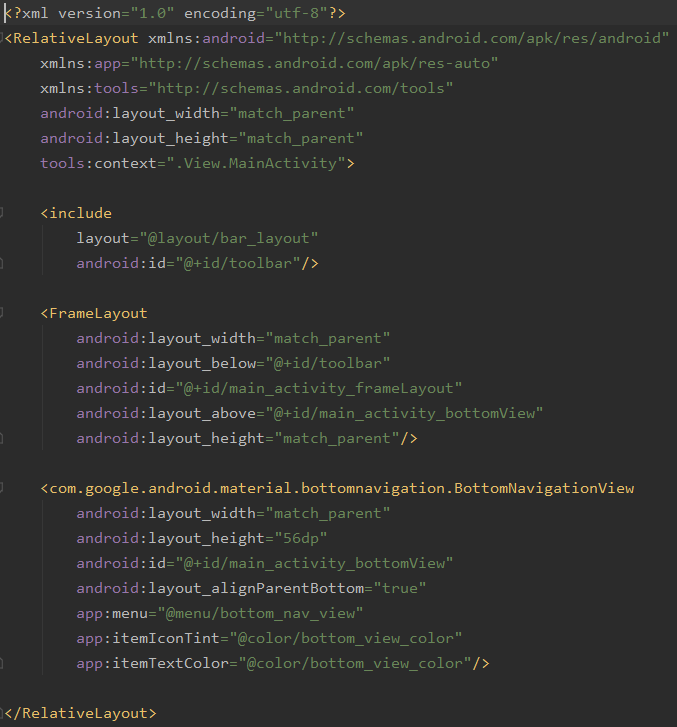 <?xml version="1.0" encoding="utf-8"?>
<RelativeLayout xmlns:android="http://schemas.android.com/apk/res/android"
    xmlns:app="http://schemas.android.com/apk/res-auto"
    xmlns:tools="http://schemas.android.com/tools"
    android:layout_width="match_parent"
    android:layout_height="match_parent"
    tools:context=".View.MainActivity">

    <include
        layout="@layout/bar_layout"
        android:id="@+id/toolbar"/>

    <FrameLayout
        android:layout_width="match_parent"
        android:layout_below="@+id/toolbar"
        android:id="@+id/main_activity_frameLayout"
        android:layout_above="@+id/main_activity_bottomView"
        android:layout_height="match_parent"/>

    <com.google.android.material.bottomnavigation.BottomNavigationView
        android:layout_width="match_parent"
        android:layout_height="56dp"
        android:id="@+id/main_activity_bottomView"
        android:layout_alignParentBottom="true"
        app:menu="@menu/bottom_nav_view"
        app:itemIconTint="@color/bottom_view_color"
        app:itemTextColor="@color/bottom_view_color"/>

</RelativeLayout>